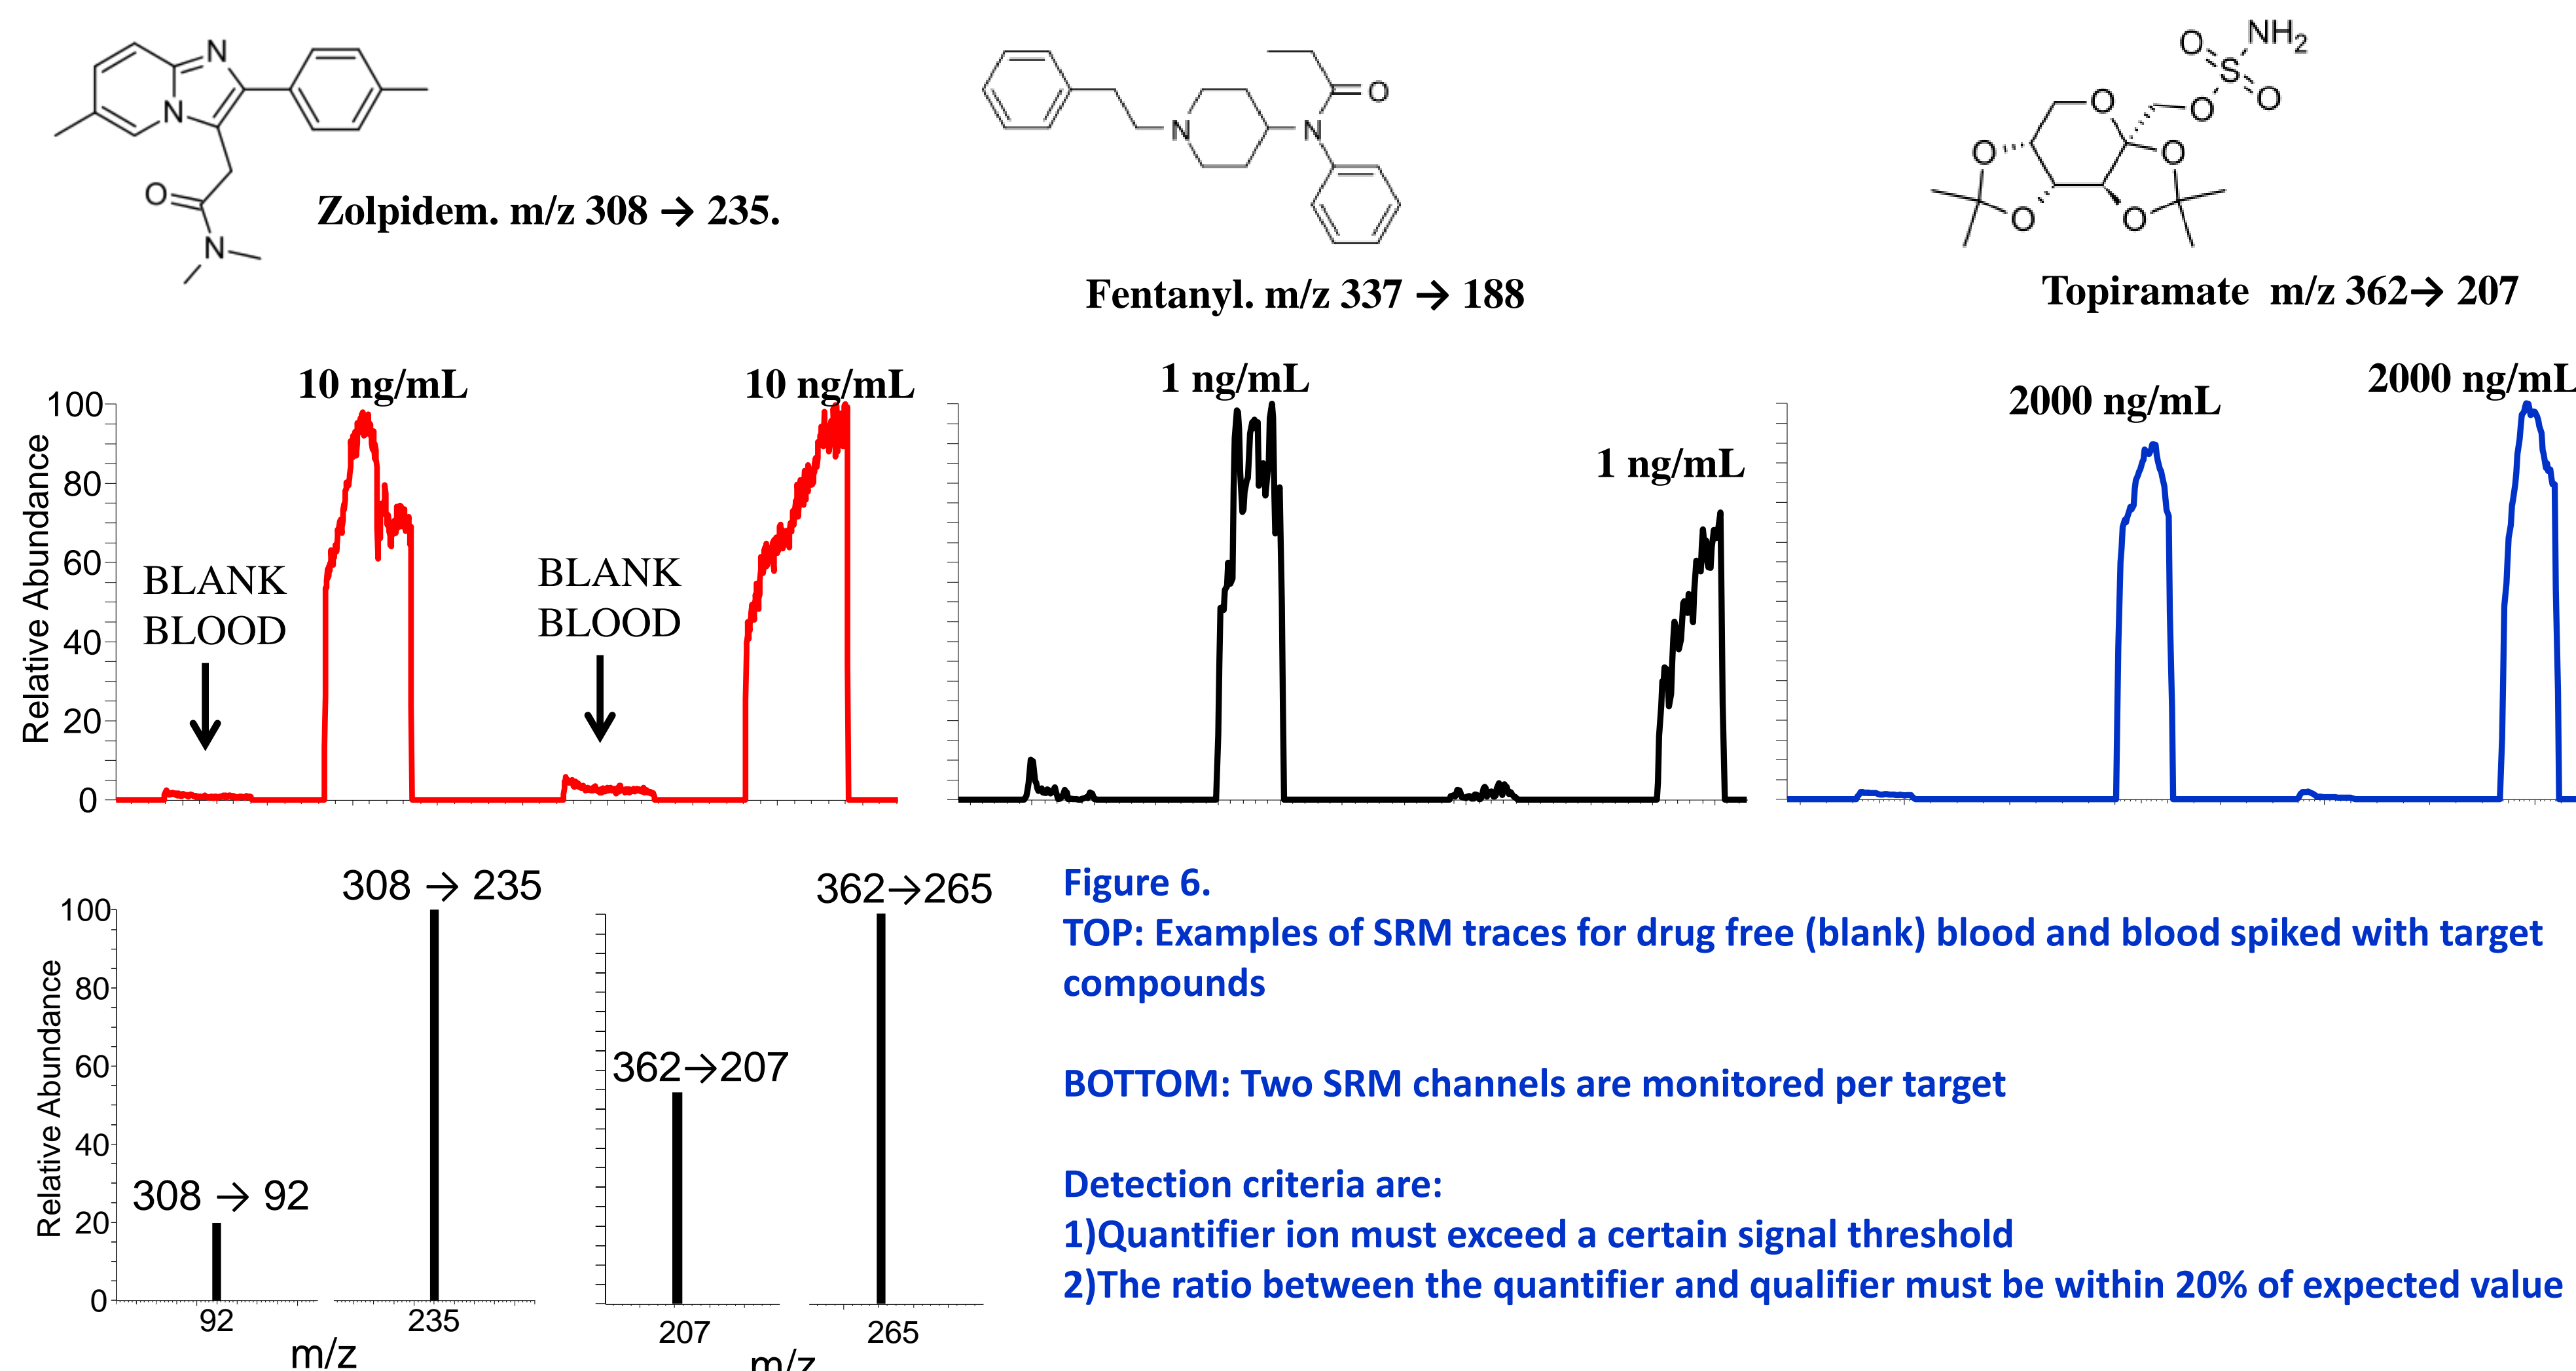 N
N
O
N
Zolpidem. m/z 308 → 235.
N
N
O
Fentanyl. m/z 337 → 188
NH2
O
S
O
O
O
O
O
O
O
Topiramate m/z 362→ 207
Relative Abundance
100
80
60
40
20
0
BLANK
BLOOD
10 ng/mL
BLANK
BLOOD
10 ng/mL
1 ng/mL
1 ng/mL
2000 ng/mL
2000 ng/mL
Relative Abundance
100
80
60
40
20
0
308 → 92
308 → 235
92
235
m/z
362→207
362→265
207
265
m/z
Figure 6.
TOP: Examples of SRM traces for drug free (blank) blood and blood spiked with target
compounds
BOTTOM: Two SRM channels are monitored per target
Detection criteria are:
1)Quantifier ion must exceed a certain signal threshold
2)The ratio between the quantifier and qualifier must be within 20% of expected value